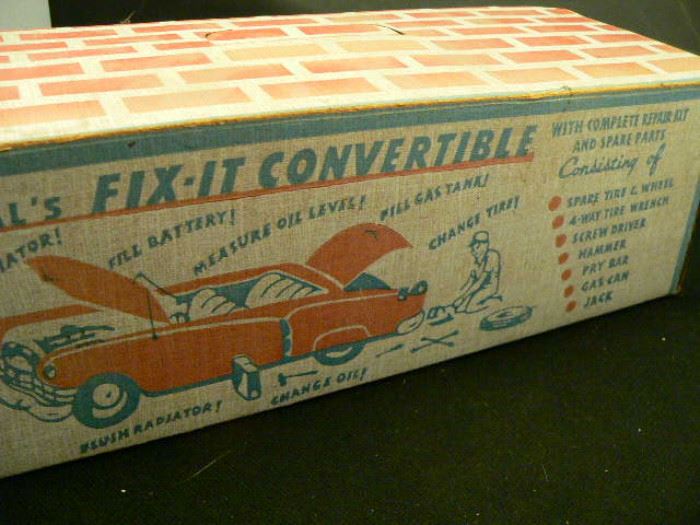 AL'S FIX-IT CONVERTIBLE
WITH COMPLETE REPAIR KIT
AND SPARE PARTS
Consisting of
SPARE TIRE & WHEEL
4-WAY TIRE WRENCH
SCREW DRIVER
HAMMER
PRY BAR
GAS CAN
JACK
IATOR!
FILL BATTERY!
MEASURE OIL LEVEL!
FILL GAS TANK!
CHANGE TIRE!
FLUSH RADIATOR!
CHANGE OIL!